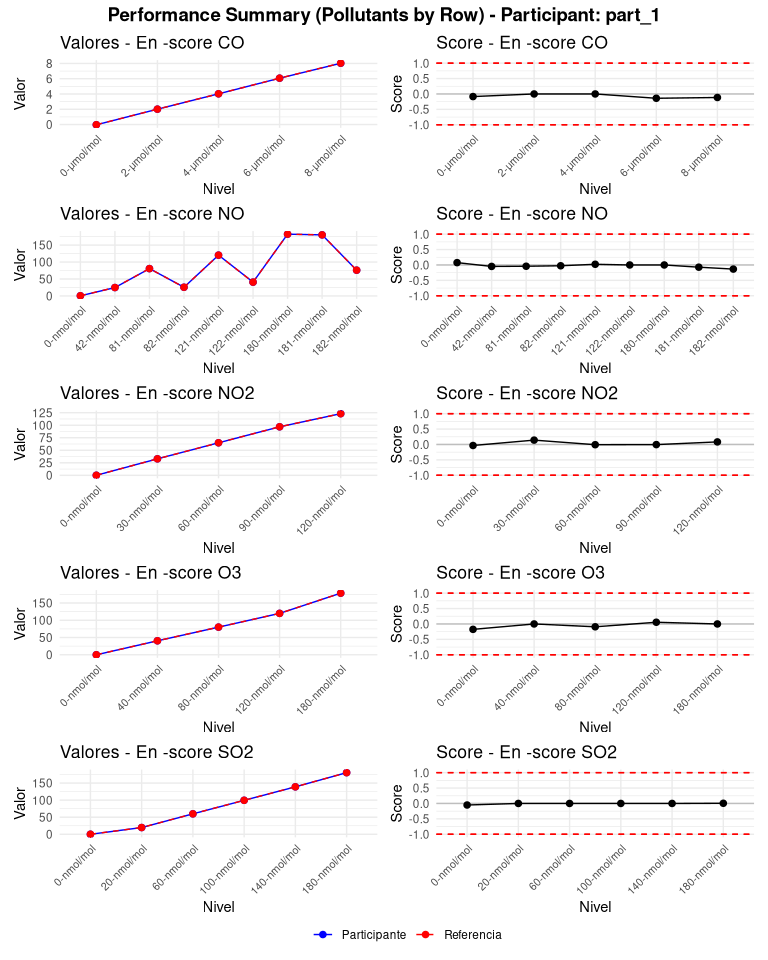 Performance Summary (Pollutants by Row) - Participant: part_1
Valores - En -score CO
Valor
8
6
4
2
0
0-μmol/mol
2-μmol/mol
4-μmol/mol
6-μmol/mol
8-μmol/mol
Nivel
Score - En -score CO
Score
1.0
0.5
0.0
-0.5
-1.0
0-μmol/mol
2-μmol/mol
4-μmol/mol
6-μmol/mol
8-μmol/mol
Nivel
Valores - En -score NO
Valor
150
100
50
0
0-nmol/mol
42-nmol/mol
81-nmol/mol
82-nmol/mol
121-nmol/mol
122-nmol/mol
180-nmol/mol
181-nmol/mol
182-nmol/mol
Nivel
Score - En -score NO
Score
1.0
0.5
0.0
-0.5
-1.0
0-nmol/mol
42-nmol/mol
81-nmol/mol
82-nmol/mol
121-nmol/mol
122-nmol/mol
180-nmol/mol
181-nmol/mol
182-nmol/mol
Nivel
Valores - En -score NO2
Valor
125
100
75
50
25
0
0-nmol/mol
30-nmol/mol
60-nmol/mol
90-nmol/mol
120-nmol/mol
Nivel
Score - En -score NO2
Score
1.0
0.5
0.0
-0.5
-1.0
0-nmol/mol
30-nmol/mol
60-nmol/mol
90-nmol/mol
120-nmol/mol
Nivel
Valores - En -score O3
Valor
150
100
50
0
0-nmol/mol
40-nmol/mol
80-nmol/mol
120-nmol/mol
180-nmol/mol
Nivel
Score - En -score O3
Score
1.0
0.5
0.0
-0.5
-1.0
0-nmol/mol
40-nmol/mol
80-nmol/mol
120-nmol/mol
180-nmol/mol
Nivel
Valores - En -score SO2
Valor
150
100
50
0
0-nmol/mol
20-nmol/mol
60-nmol/mol
100-nmol/mol
140-nmol/mol
180-nmol/mol
Nivel
Score - En -score SO2
Score
1.0
0.5
0.0
-0.5
-1.0
0-nmol/mol
20-nmol/mol
60-nmol/mol
100-nmol/mol
140-nmol/mol
180-nmol/mol
Nivel
Participante
Referencia